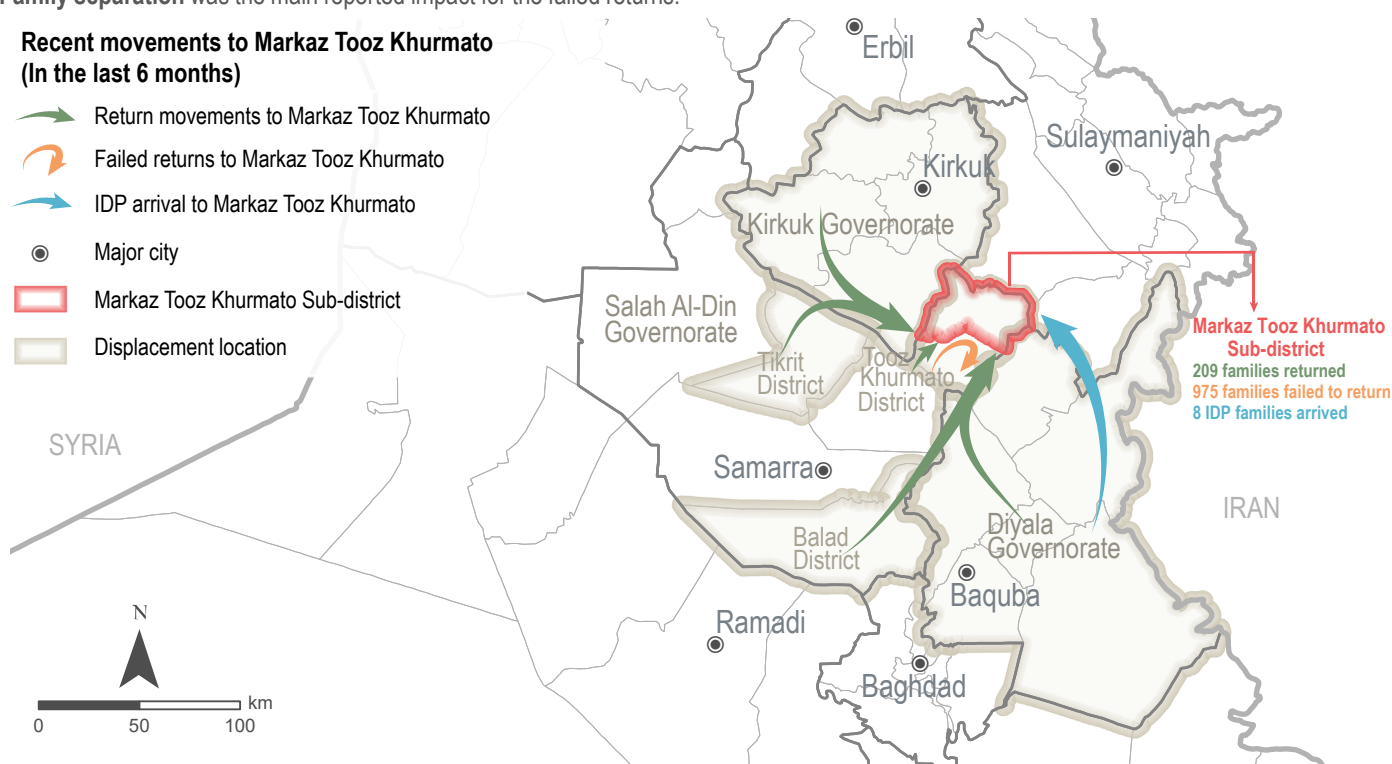 Family separation was the main reported impact for the failed returns.
Recent movements to Markaz Tooz Khurmato
(In the last 6 months)
Return movements to Markaz Tooz Khurmato
Failed returns to Markaz Tooz Khurmato
IDP arrival to Markaz Tooz Khurmato
Major city
Markaz Tooz Khurmato Sub-district
Displacement location
Erbil
Sulaymaniyah
Kirkuk
Kirkuk Governorate
Salah Al-Din
Governorate
Tikrit
District
Tooz
Khurmato
District
Markaz Tooz Khurmato
Sub-district
209 families returned
975 families failed to return
8 IDP families arrived
SYRIA
Samarra
IRAN
Balad
District
Diyala
Governorate
Baquba
Ramadi
Baghdad
N
km
0 50 100